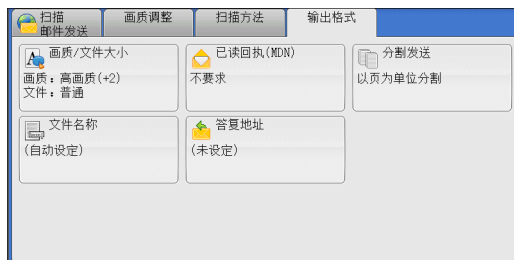 扫描
邮件发送
画质调整
扫描方法
输出格式
画质/文件大小
画质：高画质(+2)
文件：普通
已读回执(MDN)
不要求
分割发送
以页为单位分割
文件名称
(自动设定)
答复地址
(未设定)